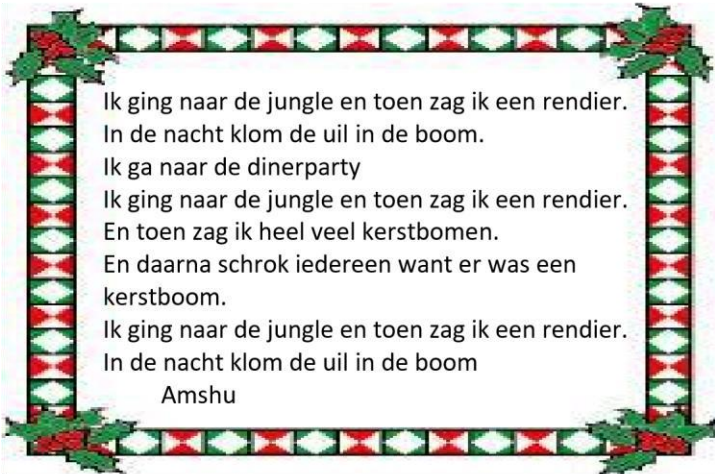 Ik ging naar de jungle en toen zag ik een rendier.
In de nacht klom de uil in de boom.
Ik ga naar de dinerparty
Ik ging naar de jungle en toen zag ik een rendier.
En toen zag ik heel veel kerstbomen.
En daarna schrok iedereen want er was een
kerstboom.
Ik ging naar de jungle en toen zag ik een rendier.
In de nacht klom de uil in de boom
Amshu